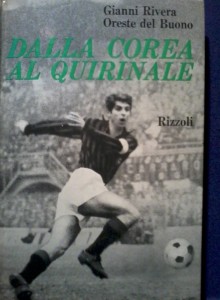 Gianni Rivera
Oreste del Buono
DALLA COREA
AL QUIRINALE
Rizzoli